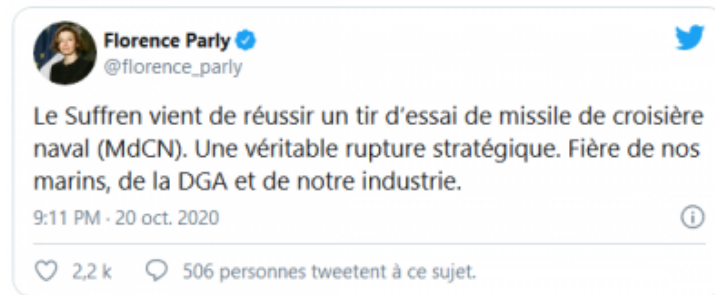 Florence Parly
@florence_parly
Le Suffren vient de réussir un tir d'essai de missile de croisière
naval (MdCN). Une véritable rupture stratégique. Fière de nos
marins, de la DGA et de notre industrie.
9:11 PM · 20 oct. 2020
2,2 k 506 personnes tweetent à ce sujet.